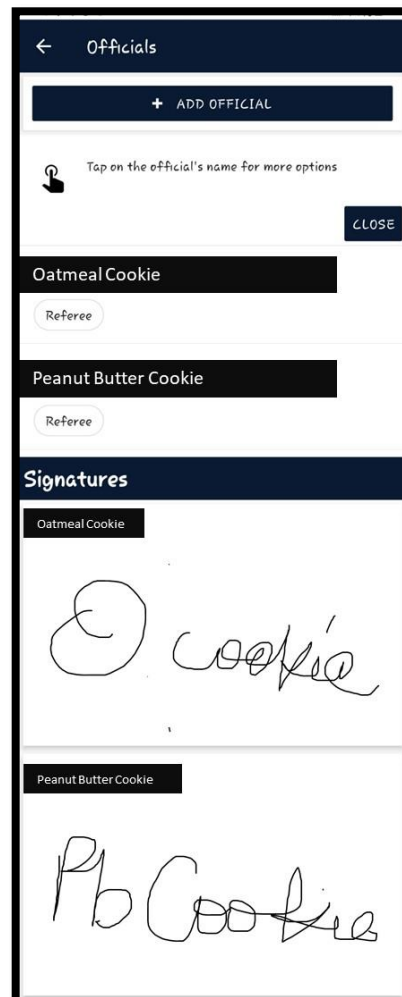 Officials
+ ADD OFFICIAL
Tap on the official's name for more options
CLOSE
Oatmeal Cookie
Referee
Peanut Butter Cookie
Referee
Signatures
Oatmeal Cookie
O cookie
Peanut Butter Cookie
Pb Cookie